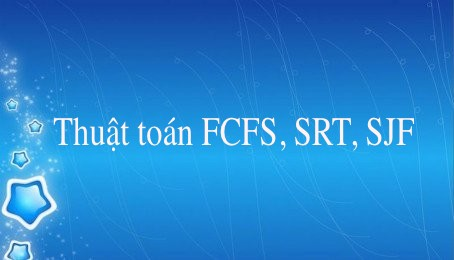 Thuật toán FCFS, SRT, SJF